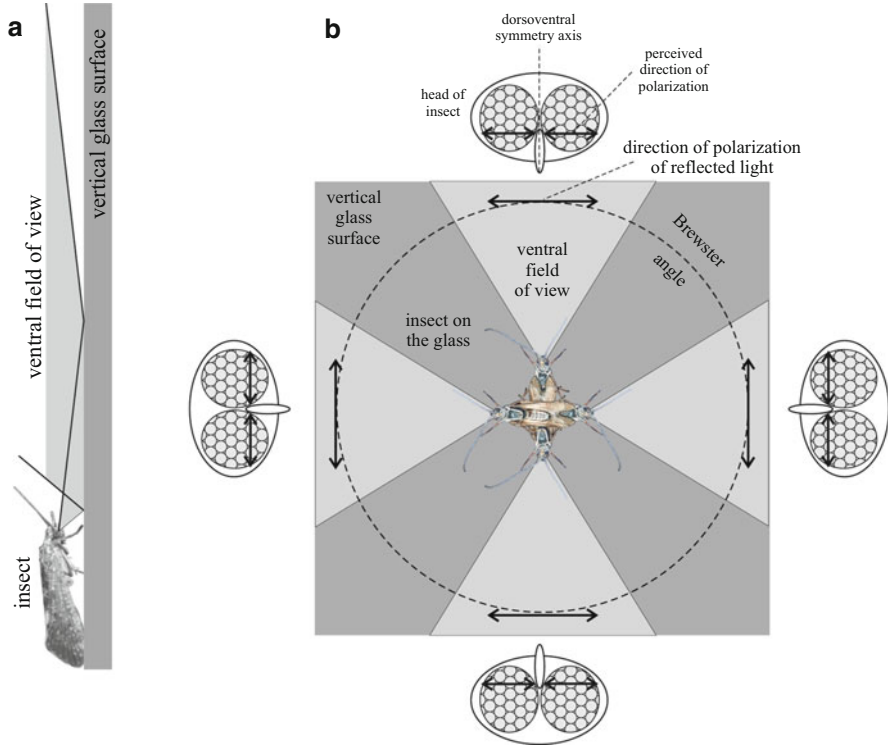 a
ventral field of view
vertical glass surface
insect
b
dorsoventral
symmetry axis
perceived
direction of
polarization
head of
insect
direction of polarization
of reflected light
vertical
glass
surface
Brewster
angle
ventral
field
of view
insect on
the glass